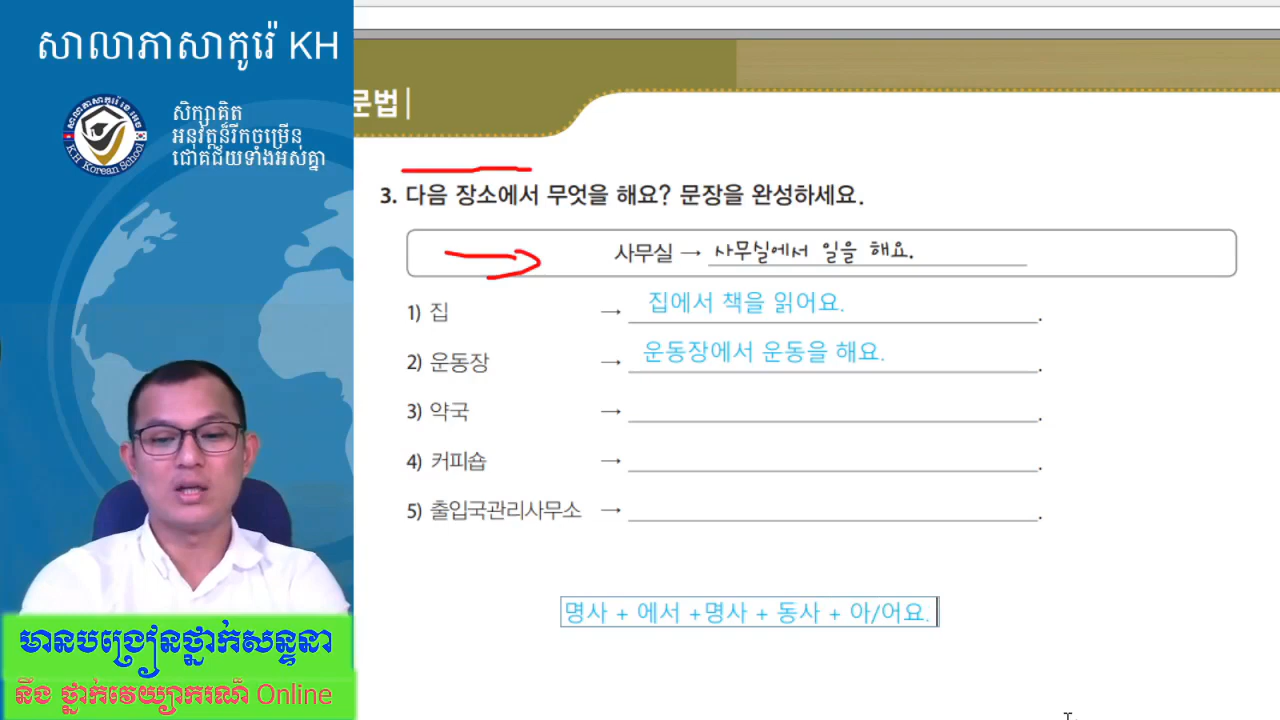 សាលាភាសាកូរ៉េ KH
សិក្សាគិត
អនុវត្តន៍រីកចម្រើន
ជោគជ័យទាំងអស់គ្នា
K.H Korean School
문법
3. 다음 장소에서 무엇을 해요? 문장을 완성하세요.
사무실 → 사무실에서 일을 해요.
1) 집 → 집에서 책을 읽어요. .
2) 운동장 → 운동장에서 운동을 해요. .
3) 약국 → .
4) 커피숍 → .
5) 출입국관리사무소 → .
명사 + 에서 +명사 + 동사 + 아/어요.
មានបង្រៀនថ្នាក់សន្ទនា
និង ថ្នាក់វេយ្យាករណ៍ Online